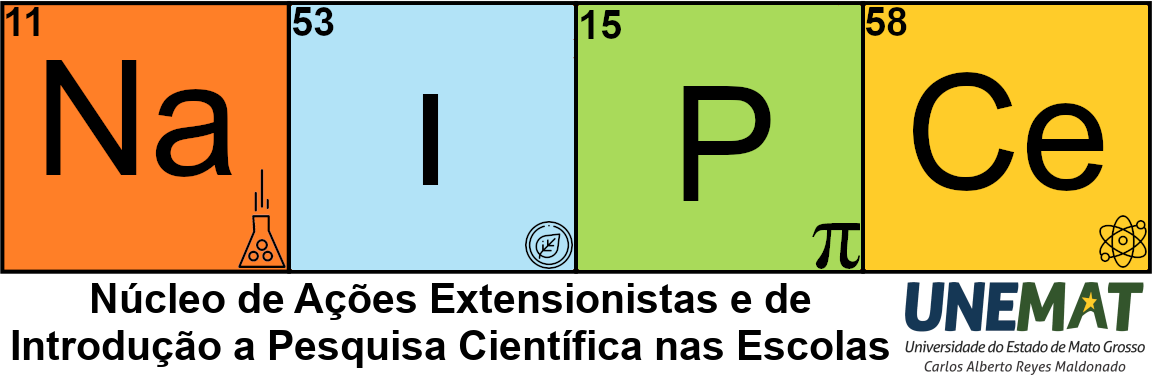 11 53 15 58
Na I P Ce
π
Núcleo de Ações Extensionistas e de
Introdução a Pesquisa Científica nas Escolas
UNEMAT
Universidade do Estado de Mato Grosso
Carlos Alberto Reyes Maldonado